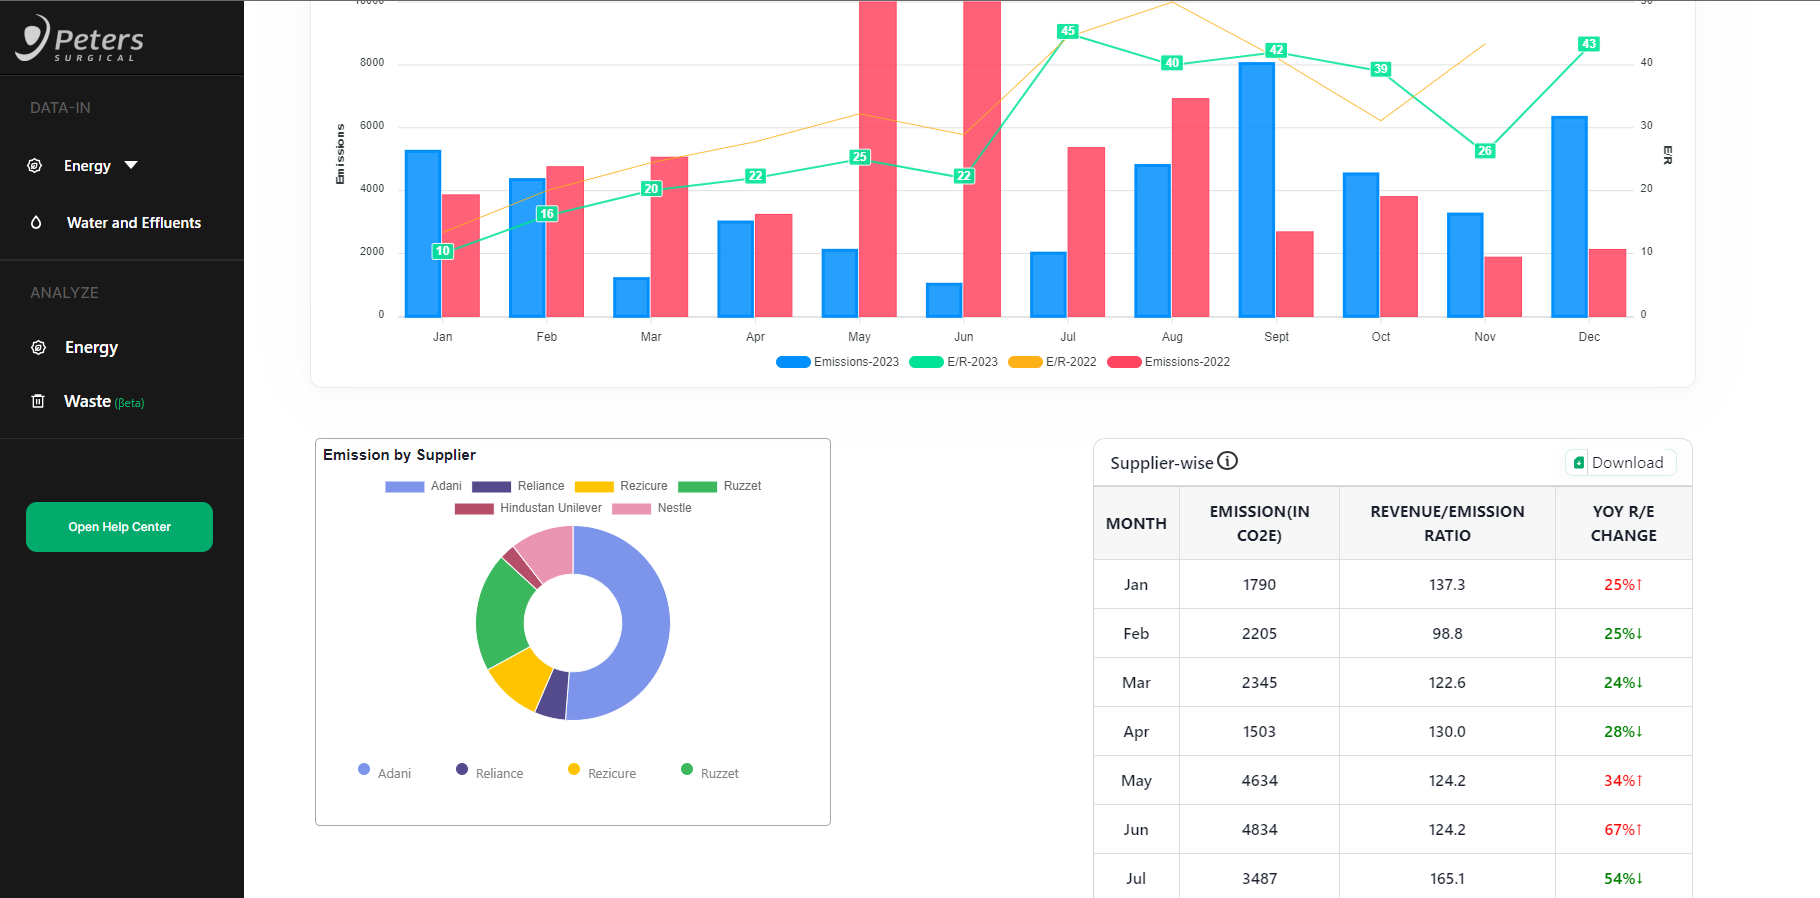 Peters
SURGICAL
DATA-IN
Energy
Water and Effluents
ANALYZE
Energy
Waste (βeta)
Open Help Center
10000
8000
6000
4000
2000
0
Emissions
50
40
30
20
10
0
E/R
10
16
20
22
25
22
45
40
42
39
26
43
Jan Feb Mar Apr May Jun Jul Aug Sept Oct Nov Dec
Emissions-2023 E/R-2023 E/R-2022 Emissions-2022
Emission by Supplier
Adani Reliance Rezicure Ruzzet
Hindustan Unilever Nestle
Adani Reliance Rezicure Ruzzet
Supplier-wise
Download
MONTH EMISSION(IN CO2E) REVENUE/EMISSION RATIO YOY R/E CHANGE
Jan 1790 137.3 25%↑
Feb 2205 98.8 25%↓
Mar 2345 122.6 24%↓
Apr 1503 130.0 28%↓
May 4634 124.2 34%↑
Jun 4834 124.2 67%↑
Jul 3487 165.1 54%↓